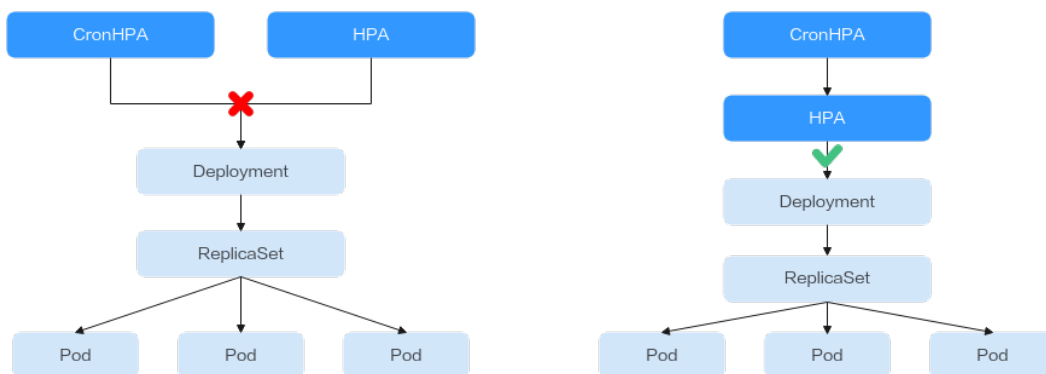 CronHPA
HPA
Deployment
ReplicaSet
Pod
Pod
Pod
CronHPA
HPA
Deployment
ReplicaSet
Pod
Pod
Pod